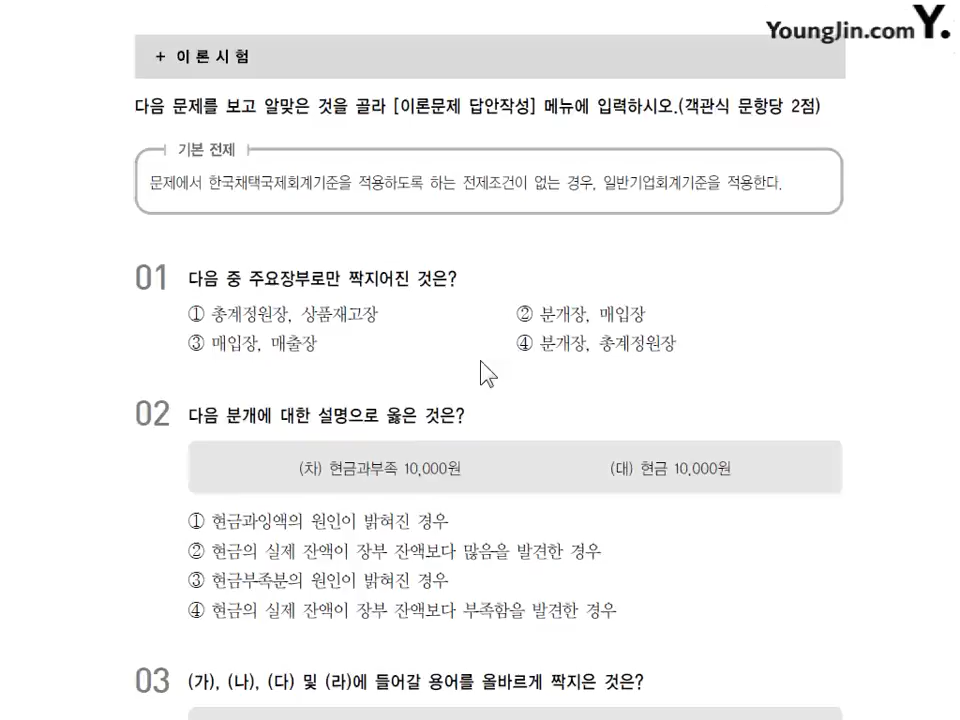 YoungJin.com Y.
+ 이론시험
다음 문제를 보고 알맞은 것을 골라 [이론문제 답안작성] 메뉴에 입력하시오.(객관식 문항당 2점)
기본 전제
문제에서 한국채택국제회계기준을 적용하도록 하는 전제조건이 없는 경우, 일반기업회계기준을 적용한다.
01 다음 중 주요장부로만 짝지어진 것은?
① 총계정원장, 상품재고장 ② 분개장, 매입장
③ 매입장, 매출장 ④ 분개장, 총계정원장
02 다음 분개에 대한 설명으로 옳은 것은?
(차) 현금과부족 10,000원 (대) 현금 10,000원
① 현금과잉액의 원인이 밝혀진 경우
② 현금의 실제 잔액이 장부 잔액보다 많음을 발견한 경우
③ 현금부족분의 원인이 밝혀진 경우
④ 현금의 실제 잔액이 장부 잔액보다 부족함을 발견한 경우
03 (가), (나), (다) 및 (라)에 들어갈 용어를 올바르게 짝지은 것은?